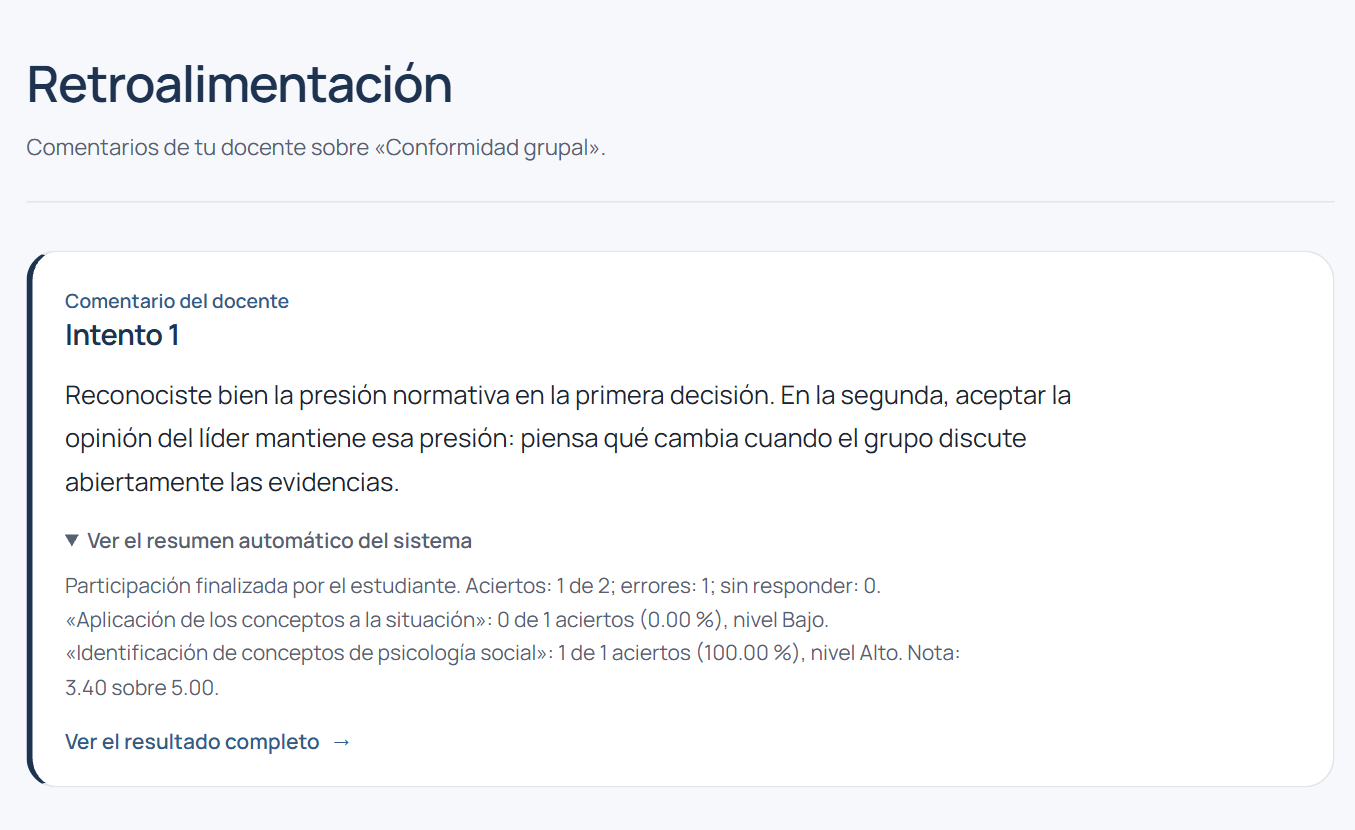 Retroalimentación
Comentarios de tu docente sobre «Conformidad grupal».
Comentario del docente
Intento 1
Reconociste bien la presión normativa en la primera decisión. En la segunda, aceptar la
opinión del líder mantiene esa presión: piensa qué cambia cuando el grupo discute
abiertamente las evidencias.
▼ Ver el resumen automático del sistema
Participación finalizada por el estudiante. Aciertos: 1 de 2; errores: 1; sin responder: 0.
«Aplicación de los conceptos a la situación»: 0 de 1 aciertos (0.00 %), nivel Bajo.
«Identificación de conceptos de psicología social»: 1 de 1 aciertos (100.00 %), nivel Alto. Nota:
3.40 sobre 5.00.
Ver el resultado completo →